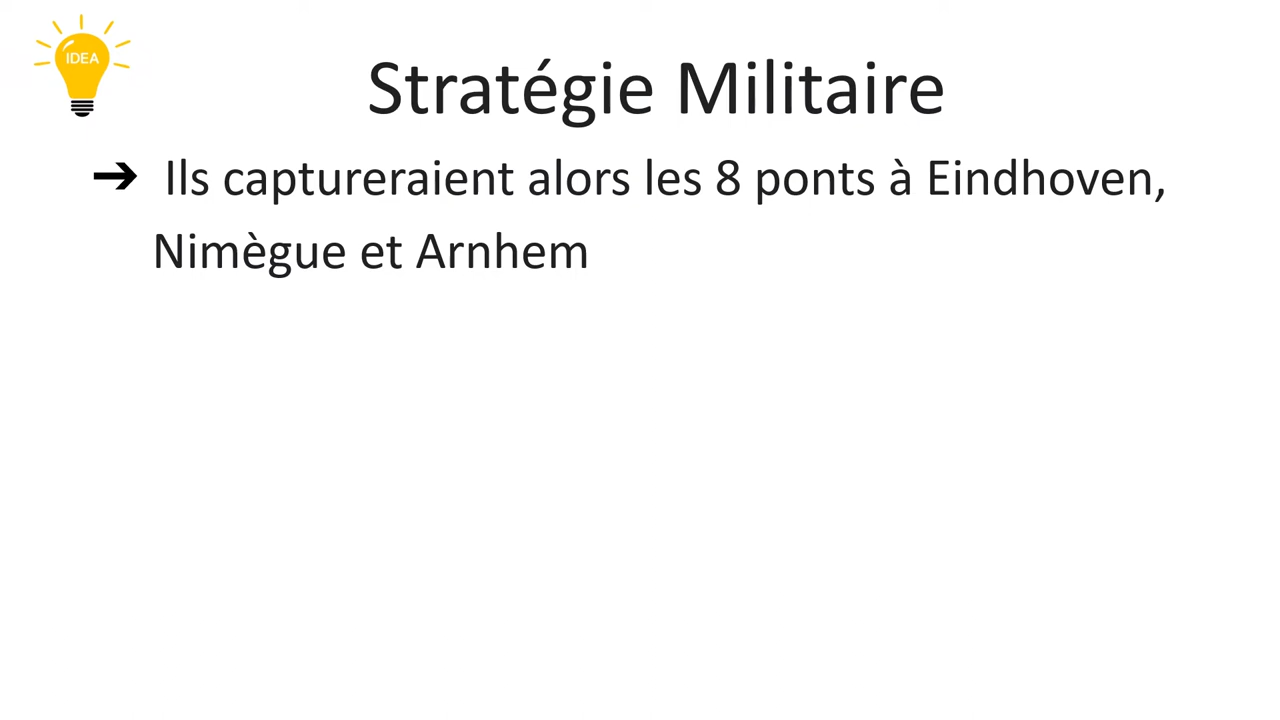 IDEA
Stratégie Militaire
➔ Ils captureraient alors les 8 ponts à Eindhoven,
Nimègue et Arnhem